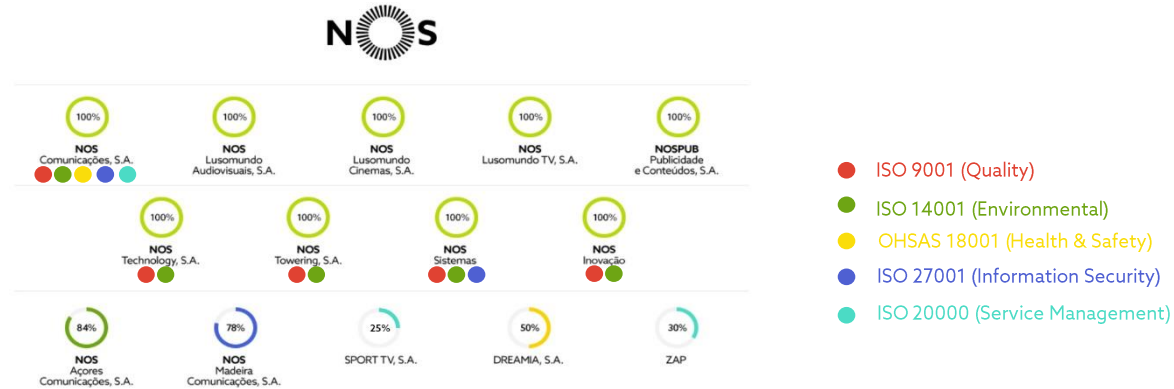 NOS
100%
100%
100%
100%
100%
NOS
Comunicações, S.A.
NOS
Lusomundo
Audiovisuais, S.A.
NOS
Lusomundo
Cinemas, S.A.
NOS
Lusomundo TV, S.A.
NOSPUB
Publicidade
e Conteúdos, S.A.
100%
100%
100%
100%
NOS
Technology, S.A.
NOS
Towering, S.A.
NOS
Sistemas
NOS
Inovação
84%
78%
25%
50%
30%
NOS
Açores
Comunicações, S.A.
NOS
Madeira
Comunicações, S.A.
SPORT TV, S.A.
DREAMIA, S.A.
ZAP
ISO 9001 (Quality)
ISO 14001 (Environmental)
OHSAS 18001 (Health & Safety)
ISO 27001 (Information Security)
ISO 20000 (Service Management)